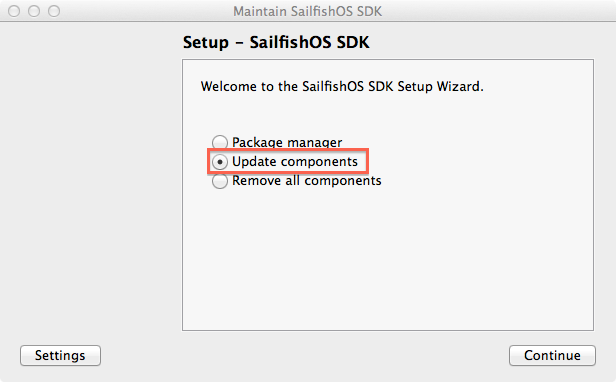 Maintain SailfishOS SDK
Setup – SailfishOS SDK
Welcome to the SailfishOS SDK Setup Wizard.
Package manager
Update components
Remove all components
Settings
Continue